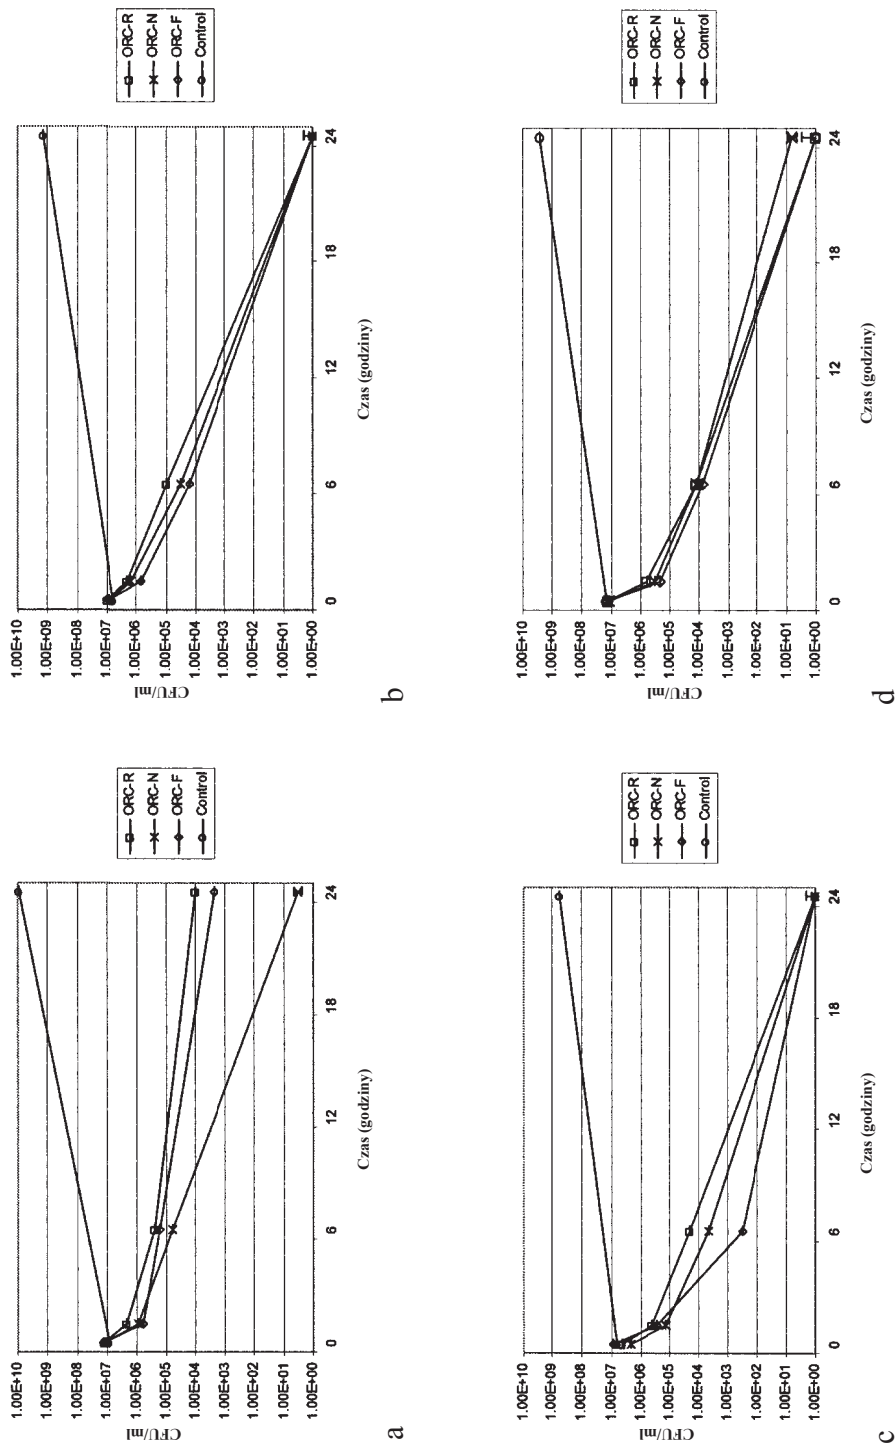 1.00E+10
1.00E+09
1.00E+08
1.00E+07
1.00E+06
1.00E+05
1.00E+04
1.00E+03
1.00E+02
1.00E+01
1.00E+00
CFU/ml
0
6
12
18
24
Czas (godziny)
ORC-R
ORC-N
ORC-F
Control
a
1.00E+10
1.00E+09
1.00E+08
1.00E+07
1.00E+06
1.00E+05
1.00E+04
1.00E+03
1.00E+02
1.00E+01
1.00E+00
CFU/ml
0
6
12
18
24
Czas (godziny)
ORC-R
ORC-N
ORC-F
Control
b
1.00E+10
1.00E+09
1.00E+08
1.00E+07
1.00E+06
1.00E+05
1.00E+04
1.00E+03
1.00E+02
1.00E+01
1.00E+00
CFU/ml
0
6
12
18
24
Czas (godziny)
ORC-R
ORC-N
ORC-F
Control
c
1.00E+10
1.00E+09
1.00E+08
1.00E+07
1.00E+06
1.00E+05
1.00E+04
1.00E+03
1.00E+02
1.00E+01
1.00E+00
CFU/ml
0
6
12
18
24
Czas (godziny)
ORC-R
ORC-N
ORC-F
Control
d